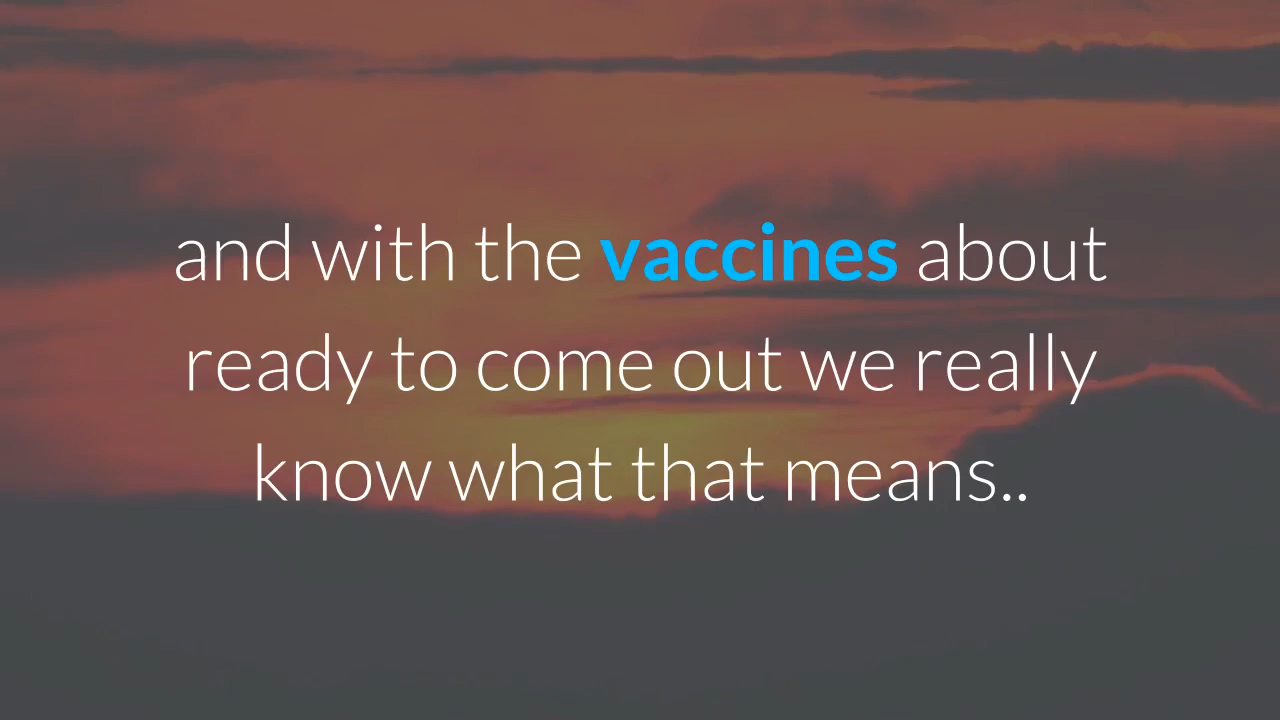 and with the vaccines about
ready to come out we really
know what that means..